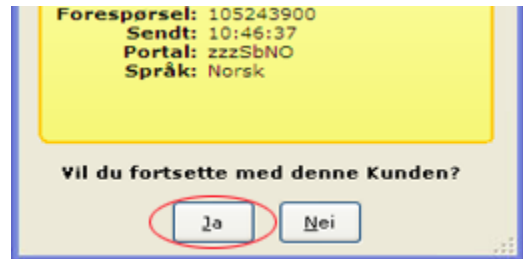 Forespørsel: 105243900
Sendt: 10:46:37
Portal: zzzSbNO
Språk: Norsk
Vil du fortsette med denne Kunden?
Ja Nei